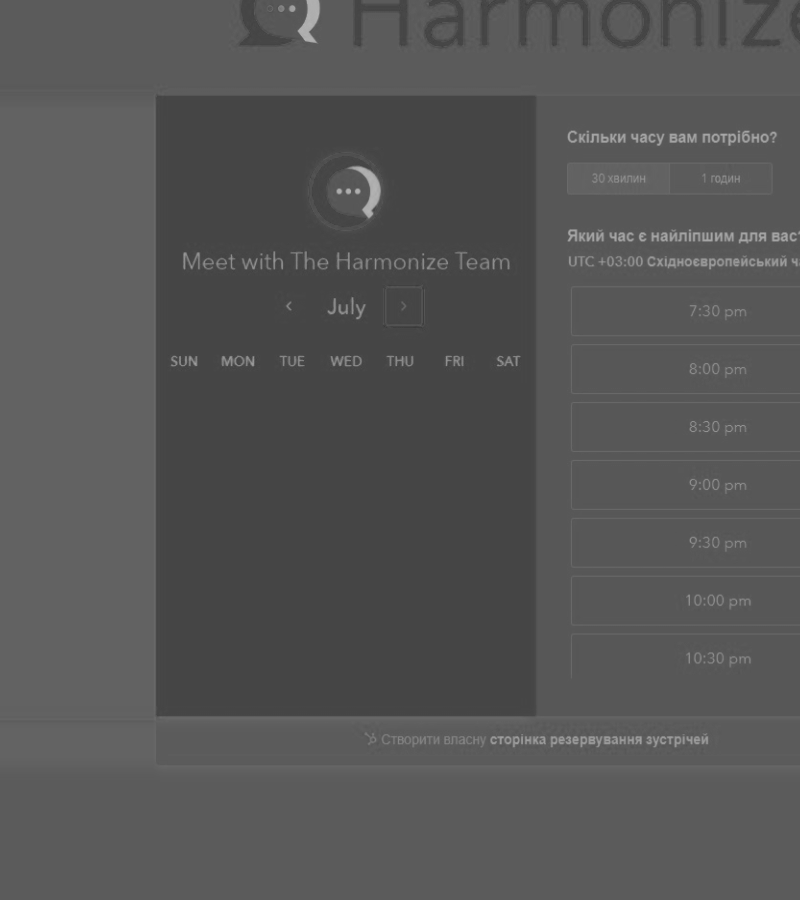 Harmonize
Meet with The Harmonize Team
July
SUN MON TUE WED THU FRI SAT
Скільки часу вам потрібно?
30 хвилин 1 годин
Який час є найліпшим для вас?
UTC +03:00 Східноєвропейський
7:30 pm
8:00 pm
8:30 pm
9:00 pm
9:30 pm
10:00 pm
10:30 pm
Створити власну сторінка резервування зустрічей